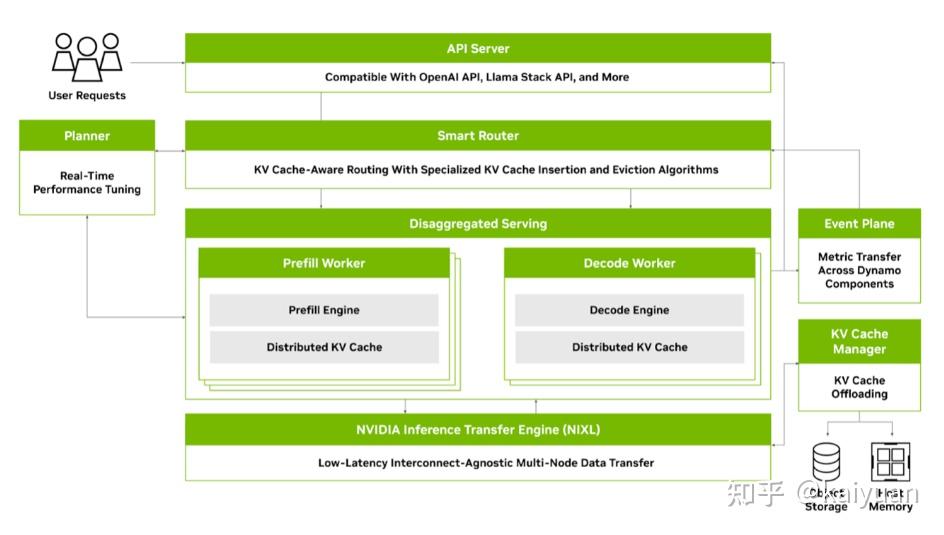 API Server
Compatible With OpenAI API, Llama Stack API, and More
User Requests
Planner
Real-Time
Performance Tuning
Smart Router
KV Cache-Aware Routing With Specialized KV Cache Insertion and Eviction Algorithms
Disaggregated Serving
Prefill Worker
Prefill Engine
Distributed KV Cache
Decode Worker
Decode Engine
Distributed KV Cache
Event Plane
Metric Transfer
Across Dynamo
Components
KV Cache
Manager
KV Cache
Offloading
NVIDIA Inference Transfer Engine (NIXL)
Low-Latency Interconnect-Agnostic Multi-Node Data Transfer
Object
Storage
Host
Memory
知乎 @kaiyuan